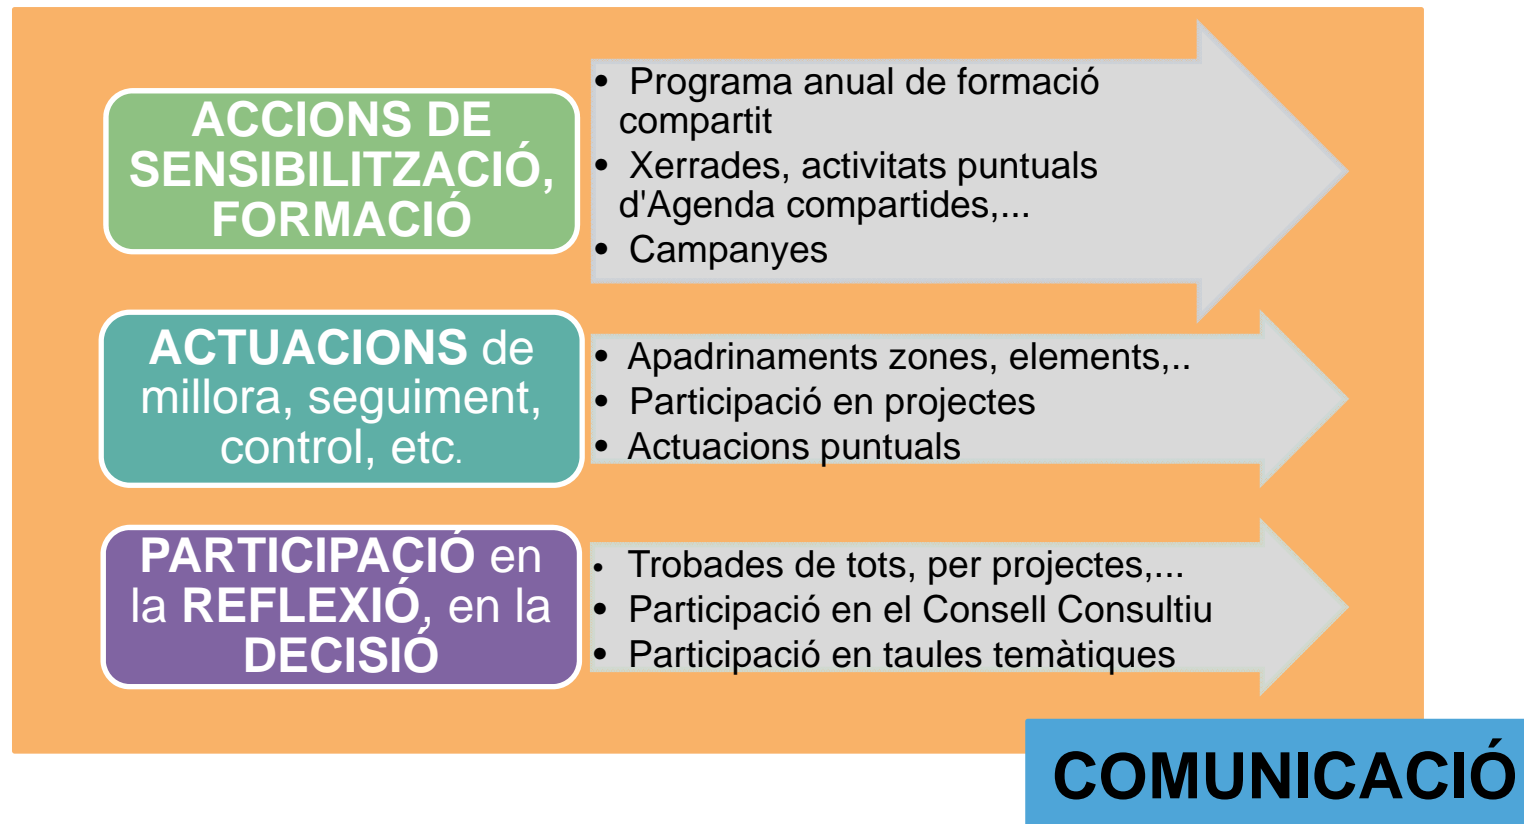 ACCIONS DE
SENSIBILITZACIÓ,
FORMACIÓ
• Programa anual de formació
compartit
• Xerrades, activitats puntuals
d'Agenda compartides,...
• Campanyes
ACTUACIONS de
millora, seguiment,
control, etc.
• Apadrinaments zones, elements,..
• Participació en projectes
• Actuacions puntuals
PARTICIPACIÓ en
la REFLEXIÓ, en la
DECISIÓ
• Trobades de tots, per projectes,...
• Participació en el Consell Consultiu
• Participació en taules temàtiques
COMUNICACIÓ